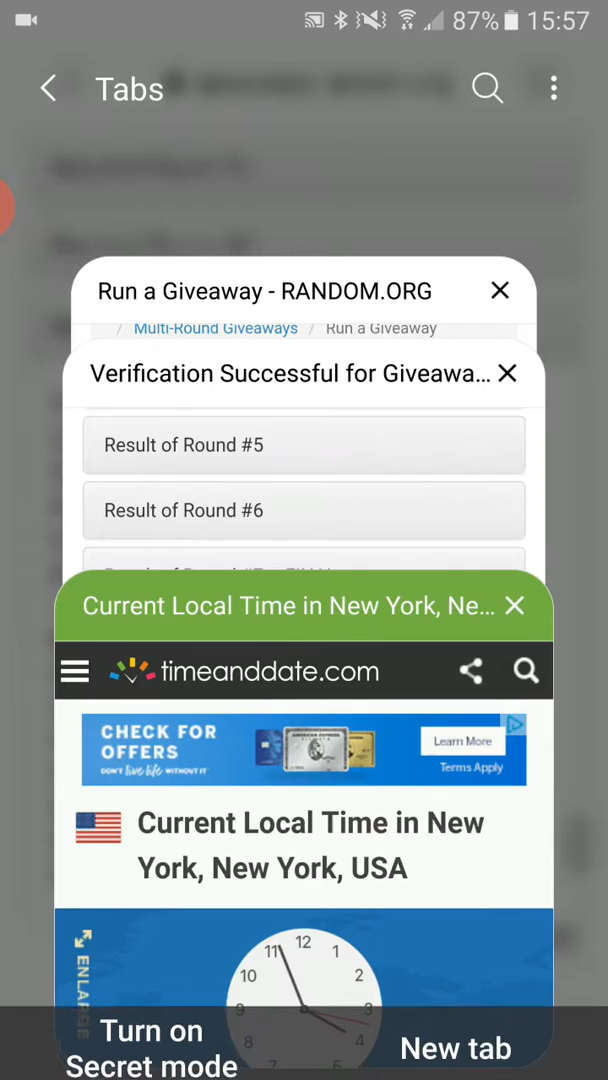 87% 15:57
Tabs
Run a Giveaway - RANDOM.ORG
/ Multi-Round Giveaways / Run a Giveaway
Verification Successful for Giveawa...
Result of Round #5
Result of Round #6
Current Local Time in New York, Ne...
timeanddate.com
CHECK FOR
OFFERS
DON'T live life WITHOUT IT
Learn More
Terms Apply
Current Local Time in New
York, New York, USA
ENLARGE
12
11 1
10 2
9 3
8 4
7 5
Turn on
Secret mode
New tab